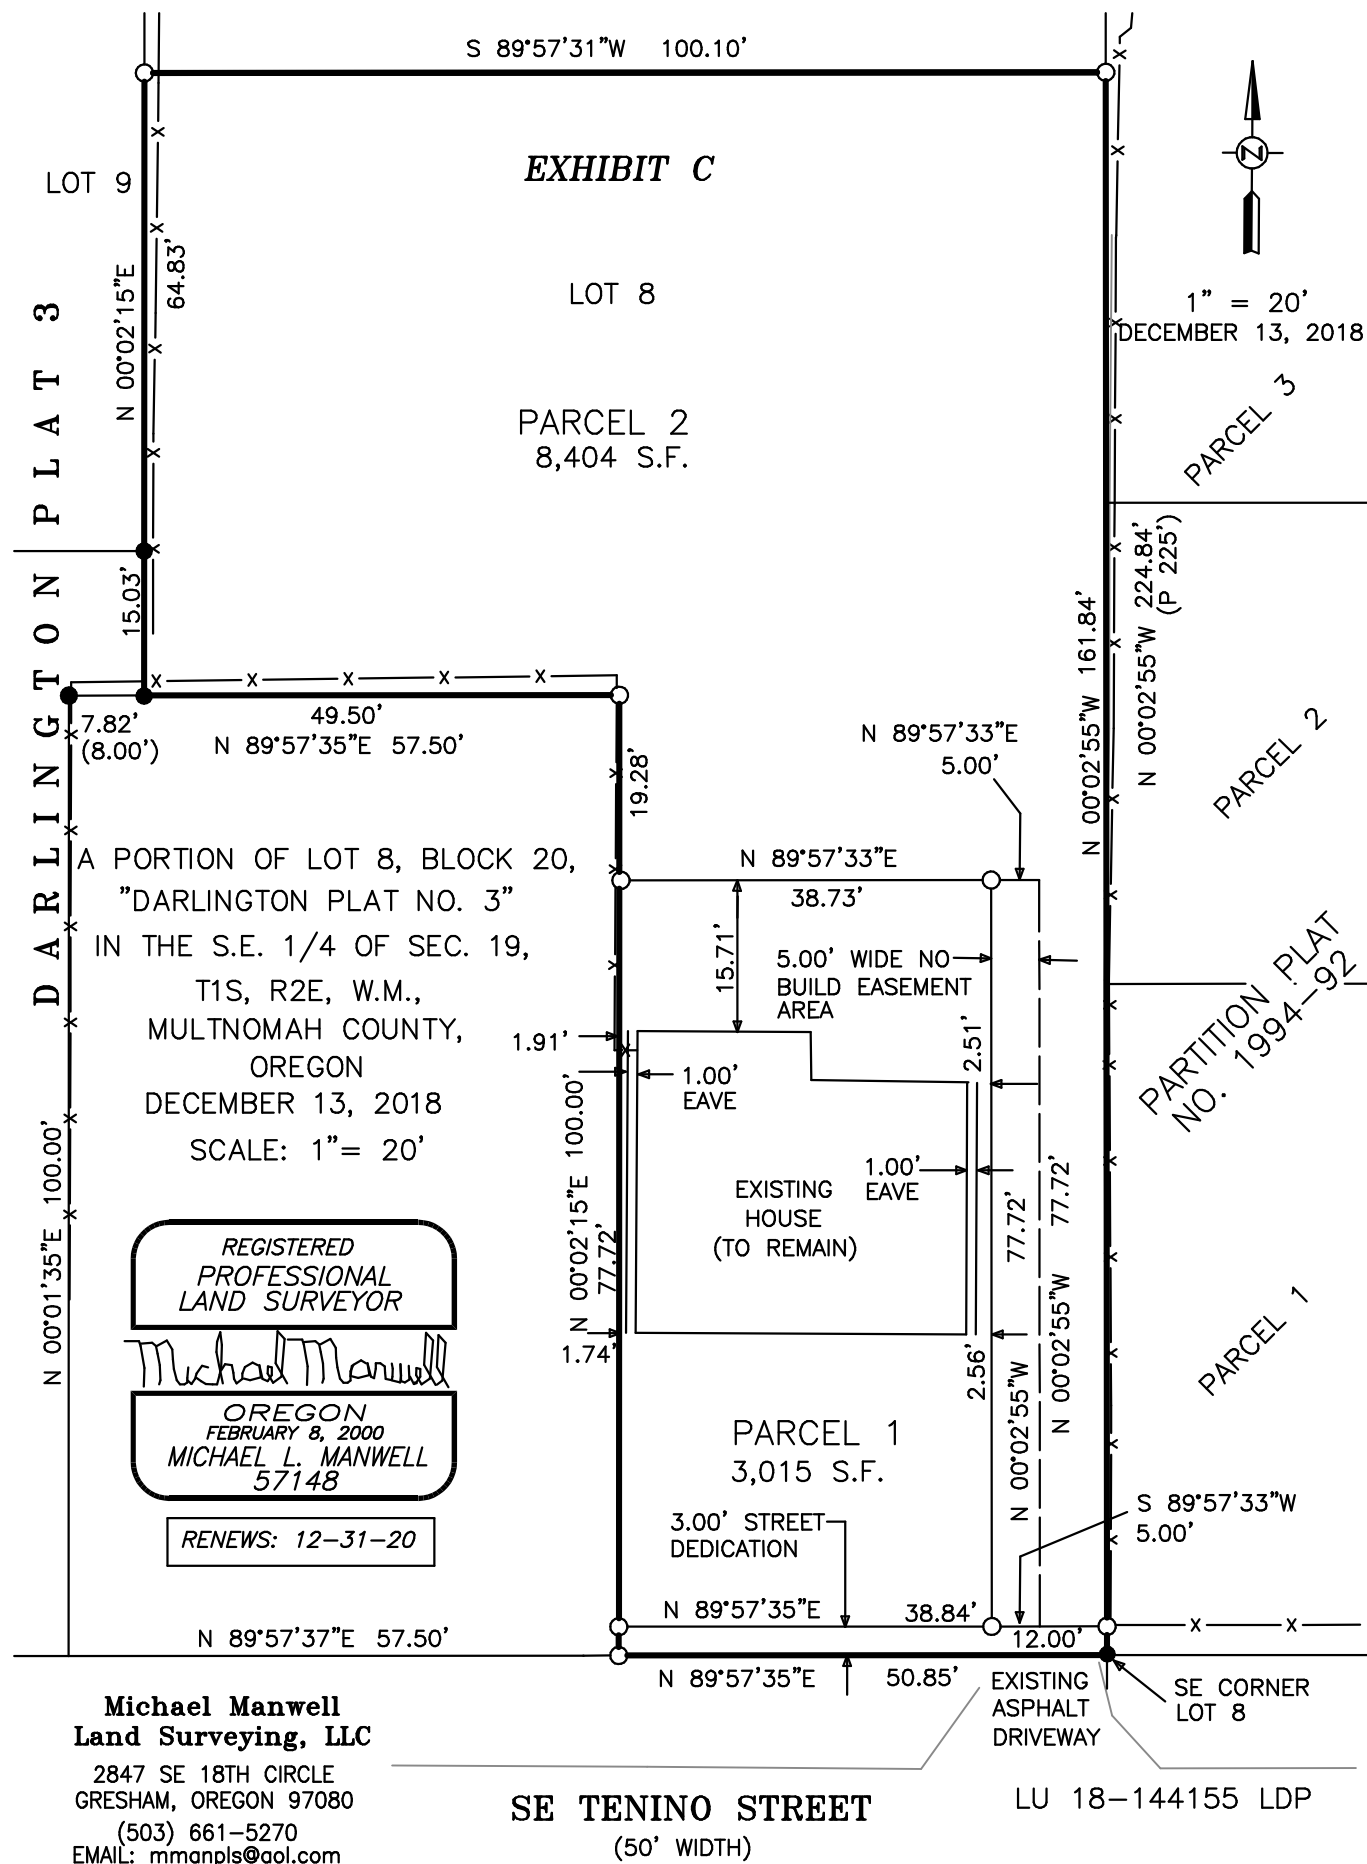 S 89°57'31"W 100.10'
EXHIBIT C
LOT 9
N 00°02'15"E
64.83'
LOT 8
1" = 20'
DECEMBER 13, 2018
Z
PARCEL 2
8,404 S.F.
PARCEL 3
DARLINGTON PLAT 3
15.03'
N 00°02'55"W 161.84'
N 00°02'55"W 224.84'
(P 225')
7.82'
(8.00')
49.50'
N 89°57'35"E 57.50'
19.28'
N 89°57'33"E
5.00'
PARCEL 2
A PORTION OF LOT 8, BLOCK 20,
"DARLINGTON PLAT NO. 3"
IN THE S.E. 1/4 OF SEC. 19,
T1S, R2E, W.M.,
MULTNOMAH COUNTY,
OREGON
DECEMBER 13, 2018
SCALE: 1"= 20'
N 89°57'33"E
38.73'
15.71'
5.00' WIDE NO
BUILD EASEMENT
AREA
PARTITION PLAT
NO. 1994-92
1.91'
1.00'
EAVE
2.51'
1.00'
EAVE
EXISTING
HOUSE
(TO REMAIN)
N 00°01'35"E 100.00'
N 00°02'15"E 100.00'
77.72'
1.74'
2.56'
N 00°02'55"W 77.72'
N 00°02'55"W 77.72'
PARCEL 1
REGISTERED
PROFESSIONAL
LAND SURVEYOR
Michael Manwell
OREGON
FEBRUARY 8, 2000
MICHAEL L. MANWELL
57148
RENEWS: 12-31-20
PARCEL 1
3,015 S.F.
3.00' STREET
DEDICATION
S 89°57'33"W
5.00'
N 89°57'35"E 38.84'
12.00'
N 89°57'37"E 57.50'
N 89°57'35"E 50.85'
EXISTING
ASPHALT
DRIVEWAY
SE CORNER
LOT 8
Michael Manwell
Land Surveying, LLC
2847 SE 18TH CIRCLE
GRESHAM, OREGON 97080
(503) 661-5270
EMAIL: mmanpls@aol.com
SE TENINO STREET
(50' WIDTH)
LU 18-144155 LDP